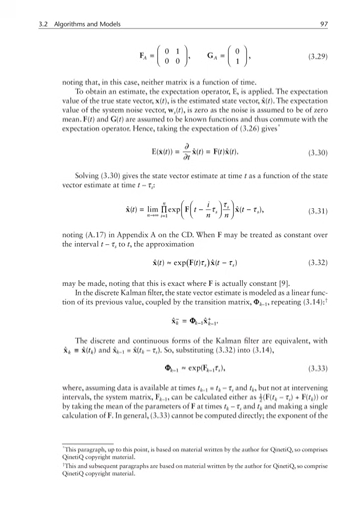 3.2 Algorithms and Models 97
F_A = ( 0 1 0 0 ), G_A = ( 0 1 ), (3.29)
noting that, in this case, neither matrix is a function of time.
To obtain an estimate, the expectation operator, E, is applied. The expectation
value of the true state vector, x(t), is the estimated state vector, x̂(t). The expectation
value of the system noise vector, w_s(t), is zero as the noise is assumed to be of zero
mean. F(t) and G(t) are assumed to be known functions and thus commute with the
expectation operator. Hence, taking the expectation of (3.26) gives*
E(ẋ(t)) = ∂/∂t x̂(t) = F(t)x̂(t). (3.30)
Solving (3.30) gives the state vector estimate at time t as a function of the state
vector estimate at time t − τ_s:
x̂(t) = lim n→∞ ∏ i=1 n exp(F(t − i/n τ_s) τ_s/n) x̂(t − τ_s), (3.31)
noting (A.17) in Appendix A on the CD. When F may be treated as constant over
the interval t − τ_s to t, the approximation
x̂(t) ≈ exp(F(t)τ_s)x̂(t − τ_s) (3.32)
may be made, noting that this is exact where F is actually constant [9].
In the discrete Kalman filter, the state vector estimate is modeled as a linear func-
tion of its previous value, coupled by the transition matrix, Φ_k−1, repeating (3.14):†
x̂_k^− = Φ_k−1 x̂_k−1^+.
The discrete and continuous forms of the Kalman filter are equivalent, with
x̂_k ≡ x̂(t_k) and x̂_k−1 ≡ x̂(t_k − τ_s). So, substituting (3.32) into (3.14),
Φ_k−1 ≈ exp(F_k−1 τ_s), (3.33)
where, assuming data is available at times t_k−1 = t_k − τ_s and t_k, but not at intervening
intervals, the system matrix, F_k−1, can be calculated either as ½(F(t_k − τ_s) + F(t_k)) or
by taking the mean of the parameters of F at times t_k − τ_s and t_k and making a single
calculation of F. In general, (3.33) cannot be computed directly; the exponent of the
*This paragraph, up to this point, is based on material written by the author for QinetiQ, so comprises
QinetiQ copyright material.
†This and subsequent paragraphs are based on material written by the author for QinetiQ, so comprise
QinetiQ copyright material.